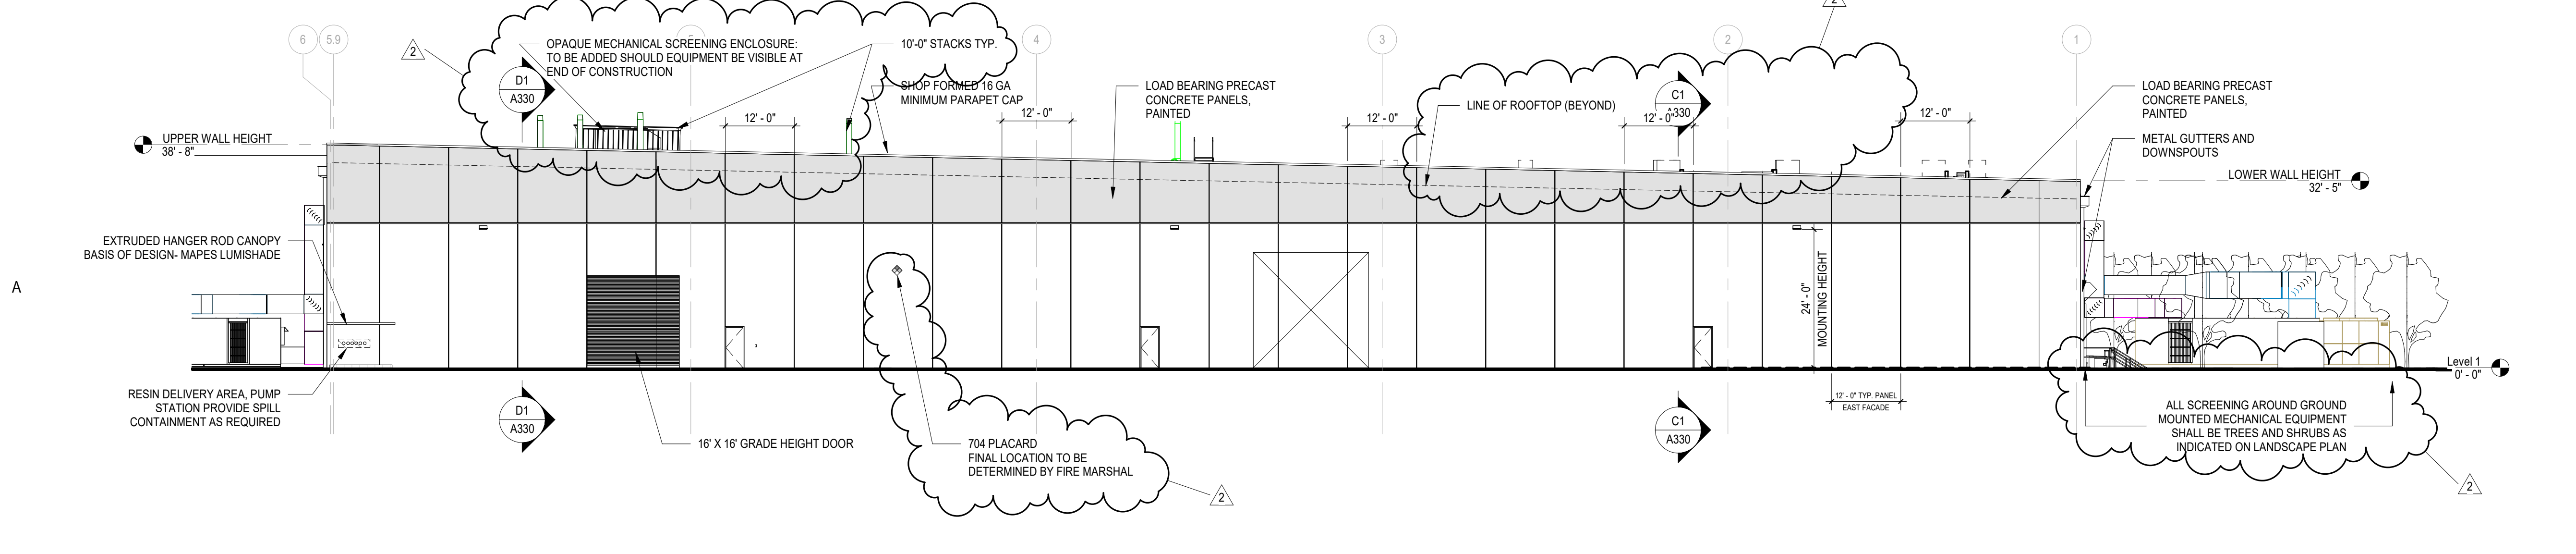 2
6
5.9
5
4
3
2
1
2
OPAQUE MECHANICAL SCREENING ENCLOSURE:
TO BE ADDED SHOULD EQUIPMENT BE VISIBLE AT
END OF CONSTRUCTION
10'-0" STACKS TYP.
D1
A330
SHOP FORMED 16 GA
MINIMUM PARAPET CAP
LOAD BEARING PRECAST
CONCRETE PANELS,
PAINTED
LINE OF ROOFTOP (BEYOND)
C1
A330
LOAD BEARING PRECAST
CONCRETE PANELS,
PAINTED
12' - 0"
12' - 0"
12' - 0"
12' - 0"
12' - 0"
UPPER WALL HEIGHT
38' - 8"
METAL GUTTERS AND
DOWNSPOUTS
LOWER WALL HEIGHT
32' - 5"
EXTRUDED HANGER ROD CANOPY
BASIS OF DESIGN- MAPES LUMISHADE
A
24' - 0"
MOUNTING HEIGHT
Level 1
0' - 0"
RESIN DELIVERY AREA, PUMP
STATION PROVIDE SPILL
CONTAINMENT AS REQUIRED
D1
A330
16' X 16' GRADE HEIGHT DOOR
704 PLACARD
FINAL LOCATION TO BE
DETERMINED BY FIRE MARSHAL
2
C1
A330
12' - 0" TYP. PANEL
EAST FACADE
ALL SCREENING AROUND GROUND
MOUNTED MECHANICAL EQUIPMENT
SHALL BE TREES AND SHRUBS AS
INDICATED ON LANDSCAPE PLAN
2